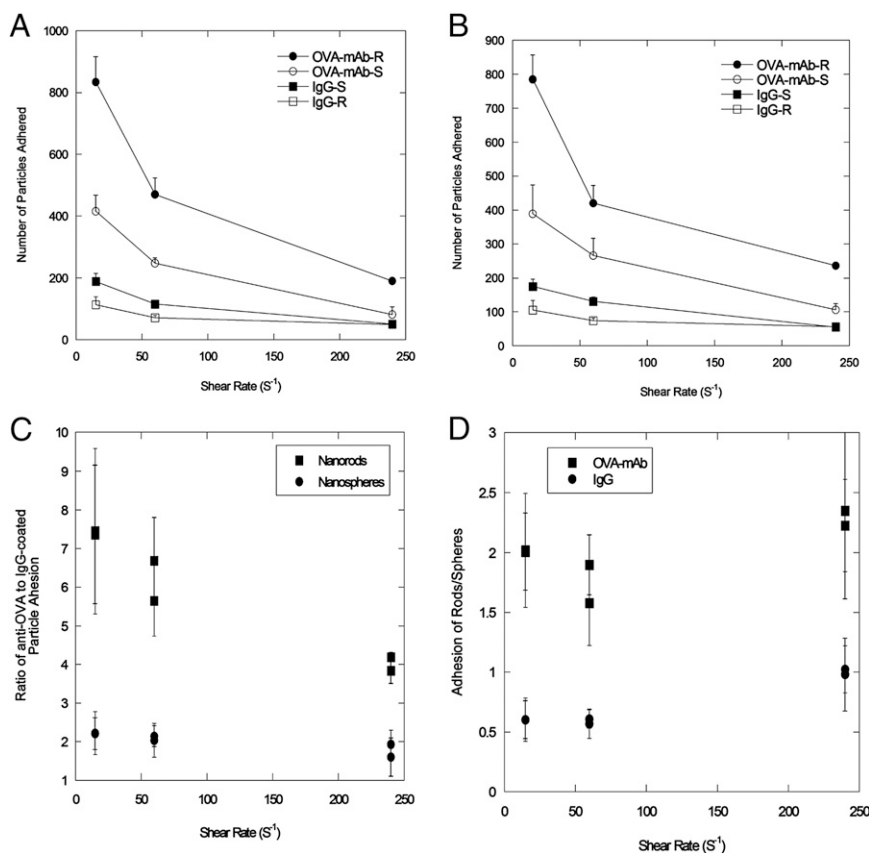 A
1000
800
600
400
200
0
0 50 100 150 200 250
Number of Particles Adhered
Shear Rate (S⁻¹)
OVA-mAb-R
OVA-mAb-S
IgG-S
IgG-R
B
900
800
700
600
500
400
300
200
100
0
0 50 100 150 200 250
Number of Particles Adhered
Shear Rate (S⁻¹)
OVA-mAb-R
OVA-mAb-S
IgG-S
IgG-R
C
10
9
8
7
6
5
4
3
2
1
0 50 100 150 200 250
Ratio of anti-OVA to IgG-coated
Particle Ahesion
Shear Rate (S⁻¹)
Nanorods
Nanospheres
D
3
2.5
2
1.5
1
0.5
0
0 50 100 150 200 250
Adhesion of Rods/Spheres
Shear Rate (S⁻¹)
OVA-mAb
IgG